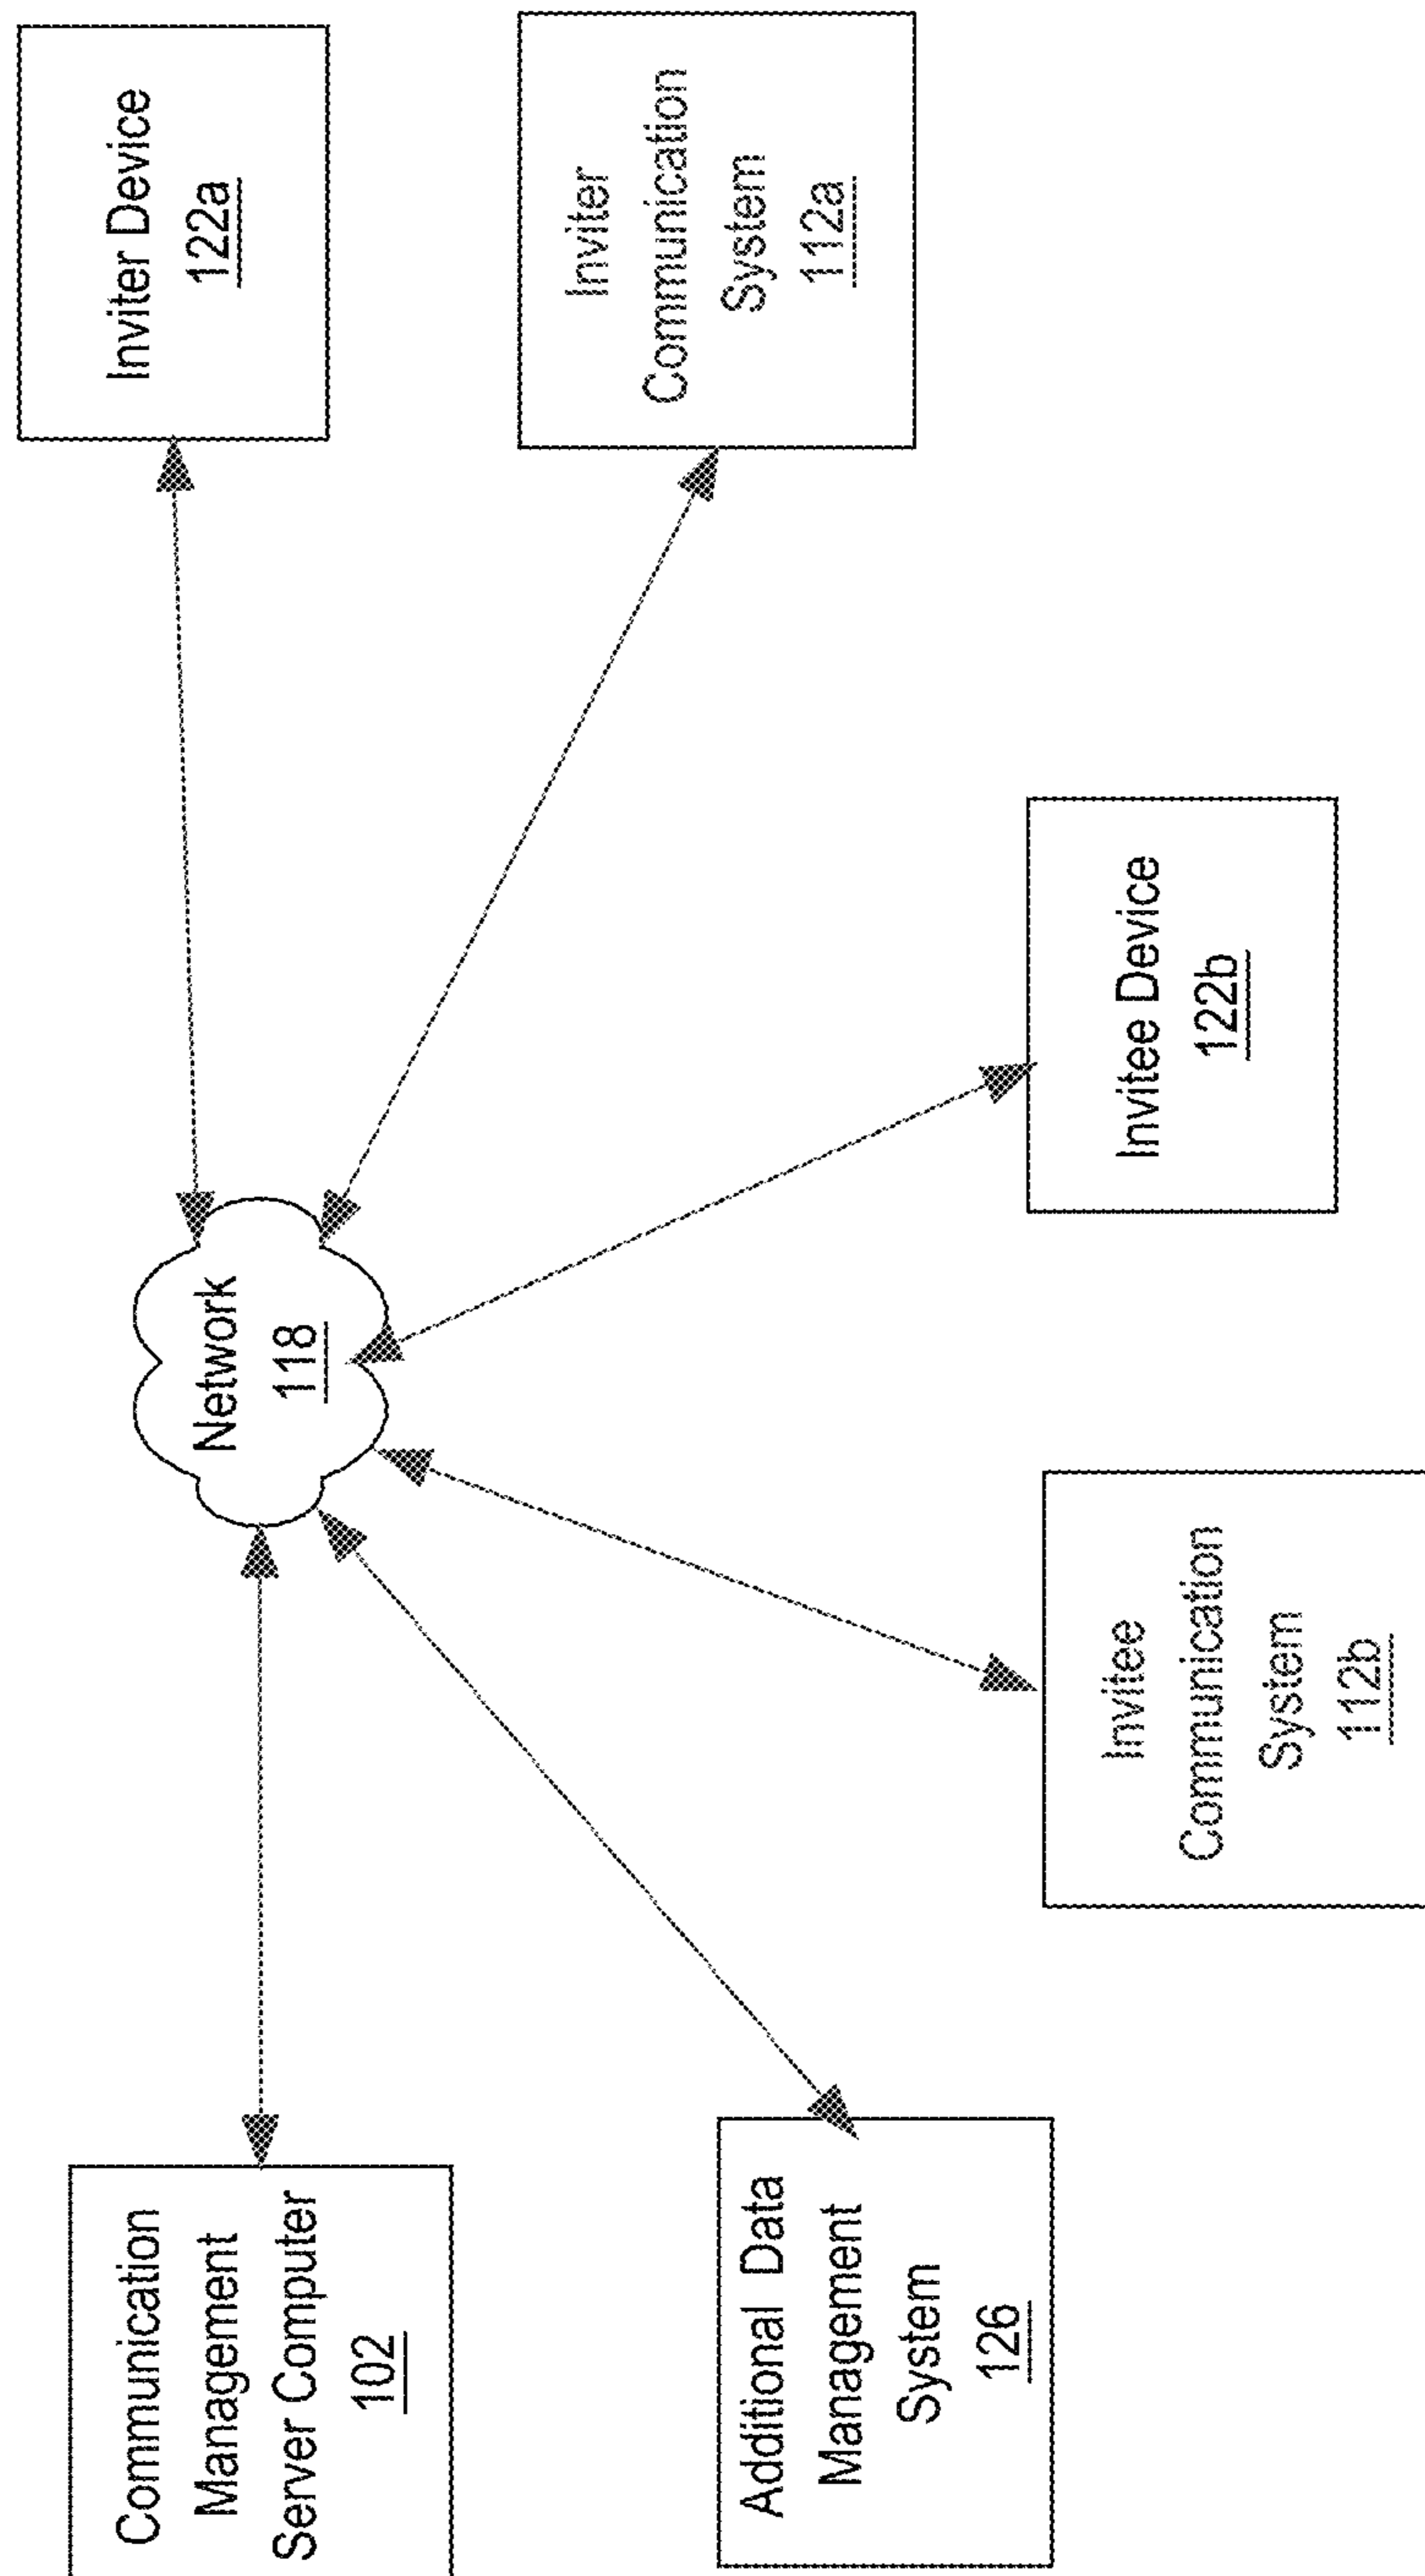 Communication
Management
Server Computer
102
Network
118
Inviter Device
122a
Inviter
Communication
System
112a
Additional Data
Management
System
126
Invitee
Communication
System
112b
Invitee Device
122b